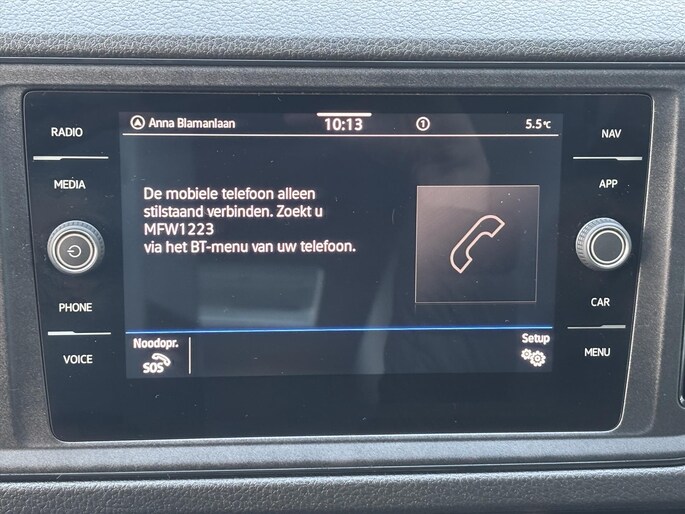 RADIO
MEDIA
PHONE
VOICE
Anna Blamanlaan
10:13
1
5.5°C
De mobiele telefoon alleen
stilstaand verbinden. Zoekt u
MFW1223
via het BT-menu van uw telefoon.
Noodopr.
SOS
Setup
NAV
APP
CAR
MENU